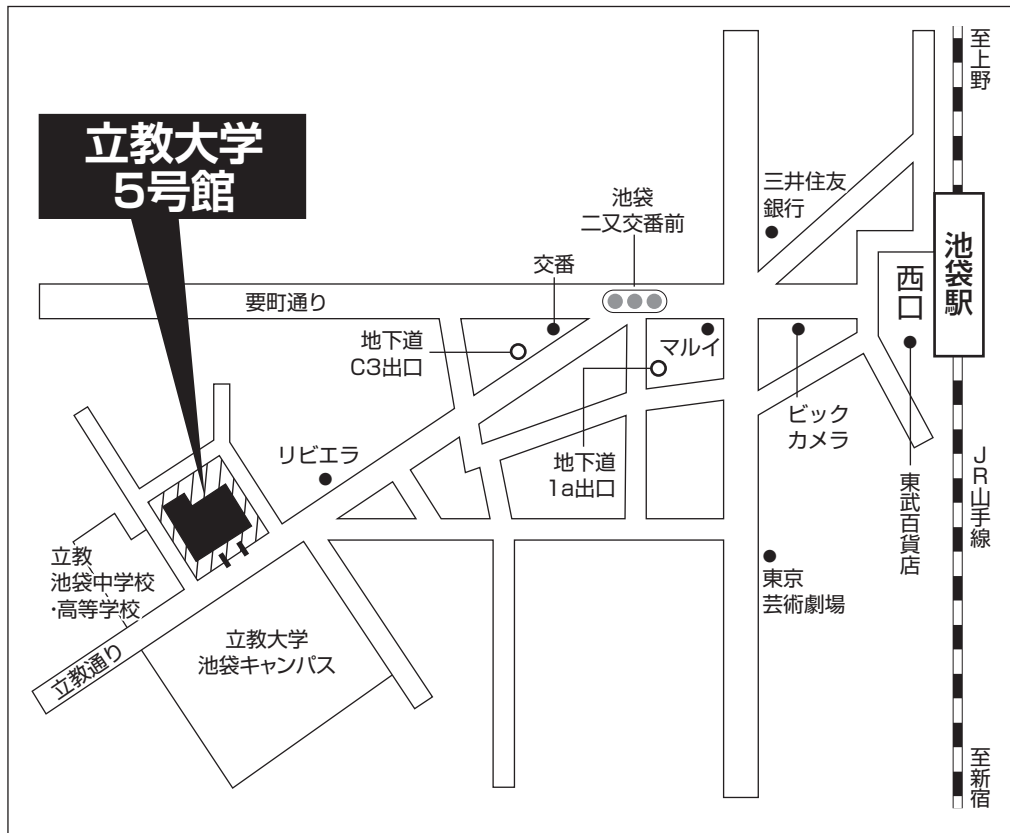 至上野
立教大学
5号館
三井住友
銀行
池袋
二又交番前
池袋駅
交番
西口
要町通り
地下道
C3出口
マルイ
ビック
カメラ
リビエラ
地下道
1a出口
JR山手線
東武百貨店
立教
池袋中学校
・高等学校
東京
芸術劇場
立教大学
池袋キャンパス
立教通り
至新宿